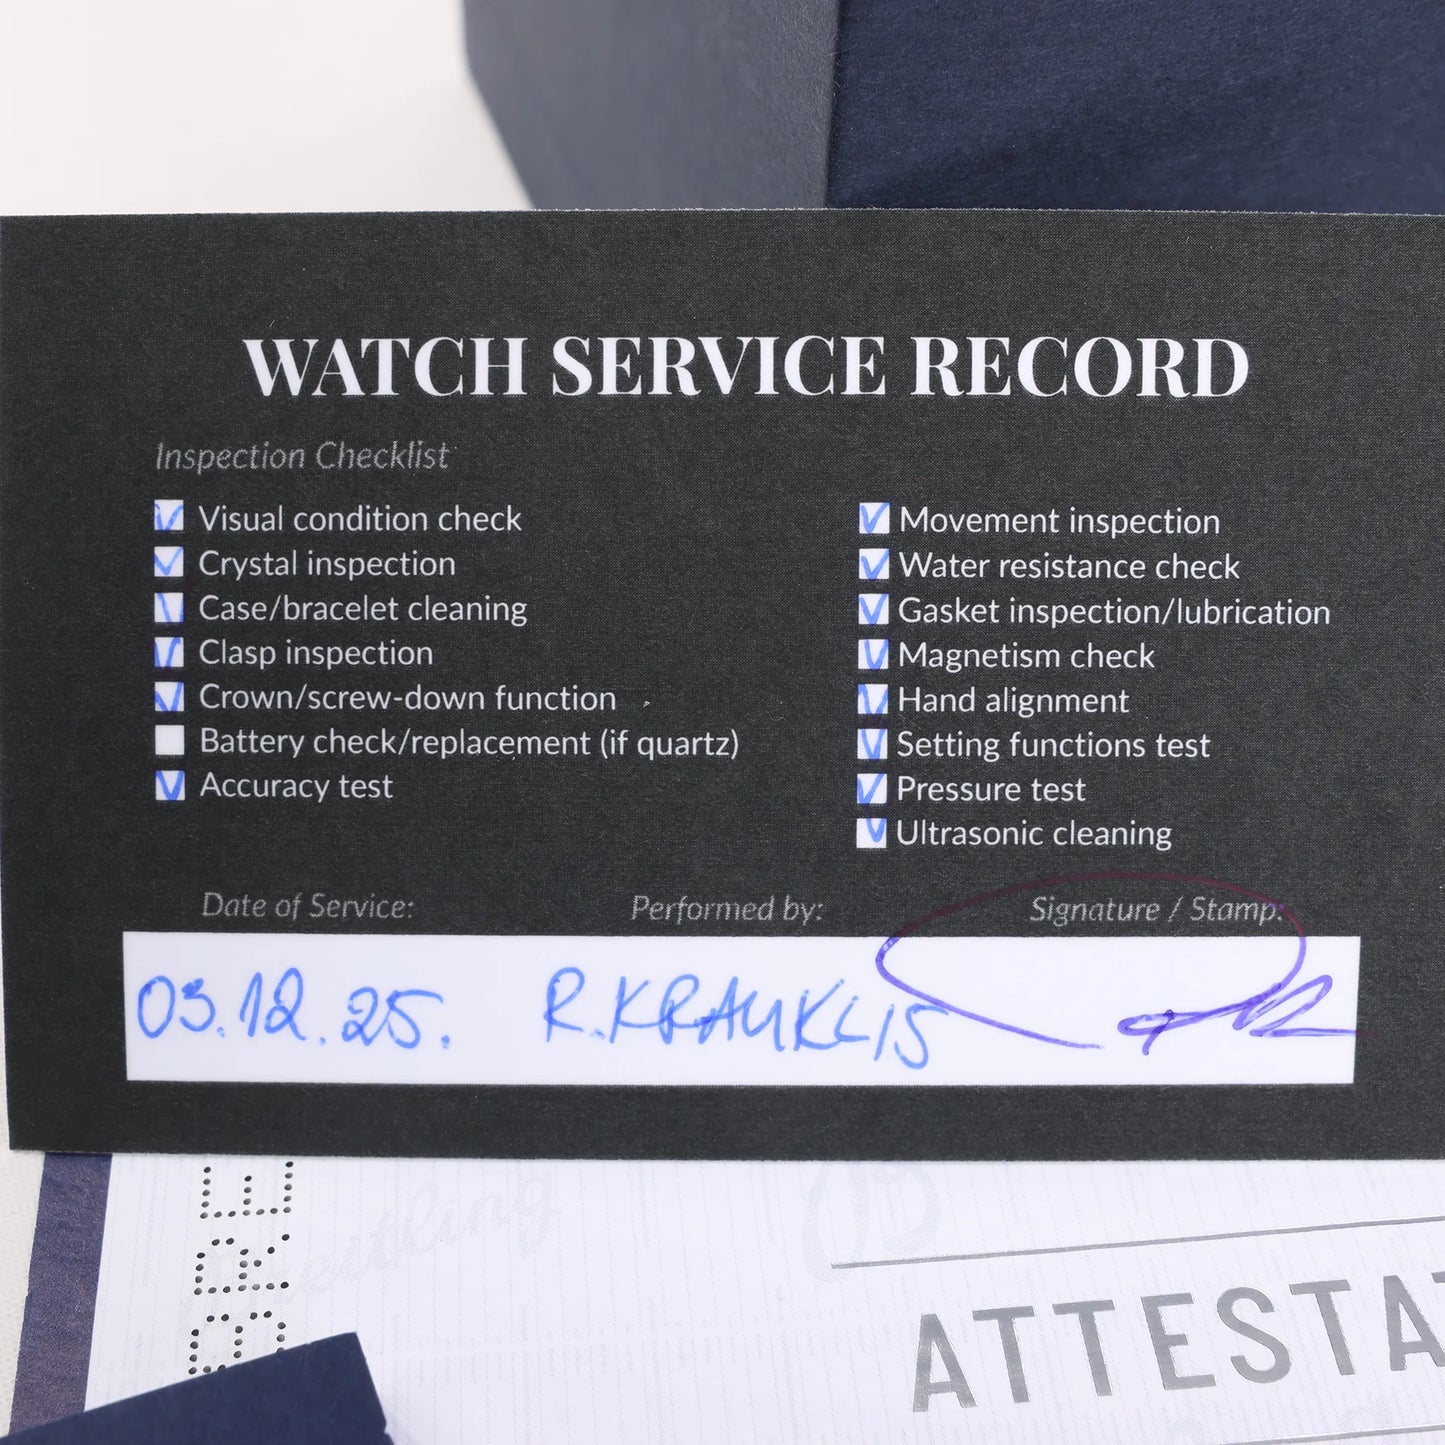 WATCH SERVICE RECORD
Inspection Checklist
Visual condition check
Crystal inspection
Case/bracelet cleaning
Clasp inspection
Crown/screw-down function
Battery check/replacement (if quartz)
Accuracy test
Movement inspection
Water resistance check
Gasket inspection/lubrication
Magnetism check
Hand alignment
Setting functions test
Pressure test
Ultrasonic cleaning
Date of Service:
Performed by:
Signature / Stamp:
03.12.25.
R.KRAUKLIS
BRE
Breitling
ATTESTA